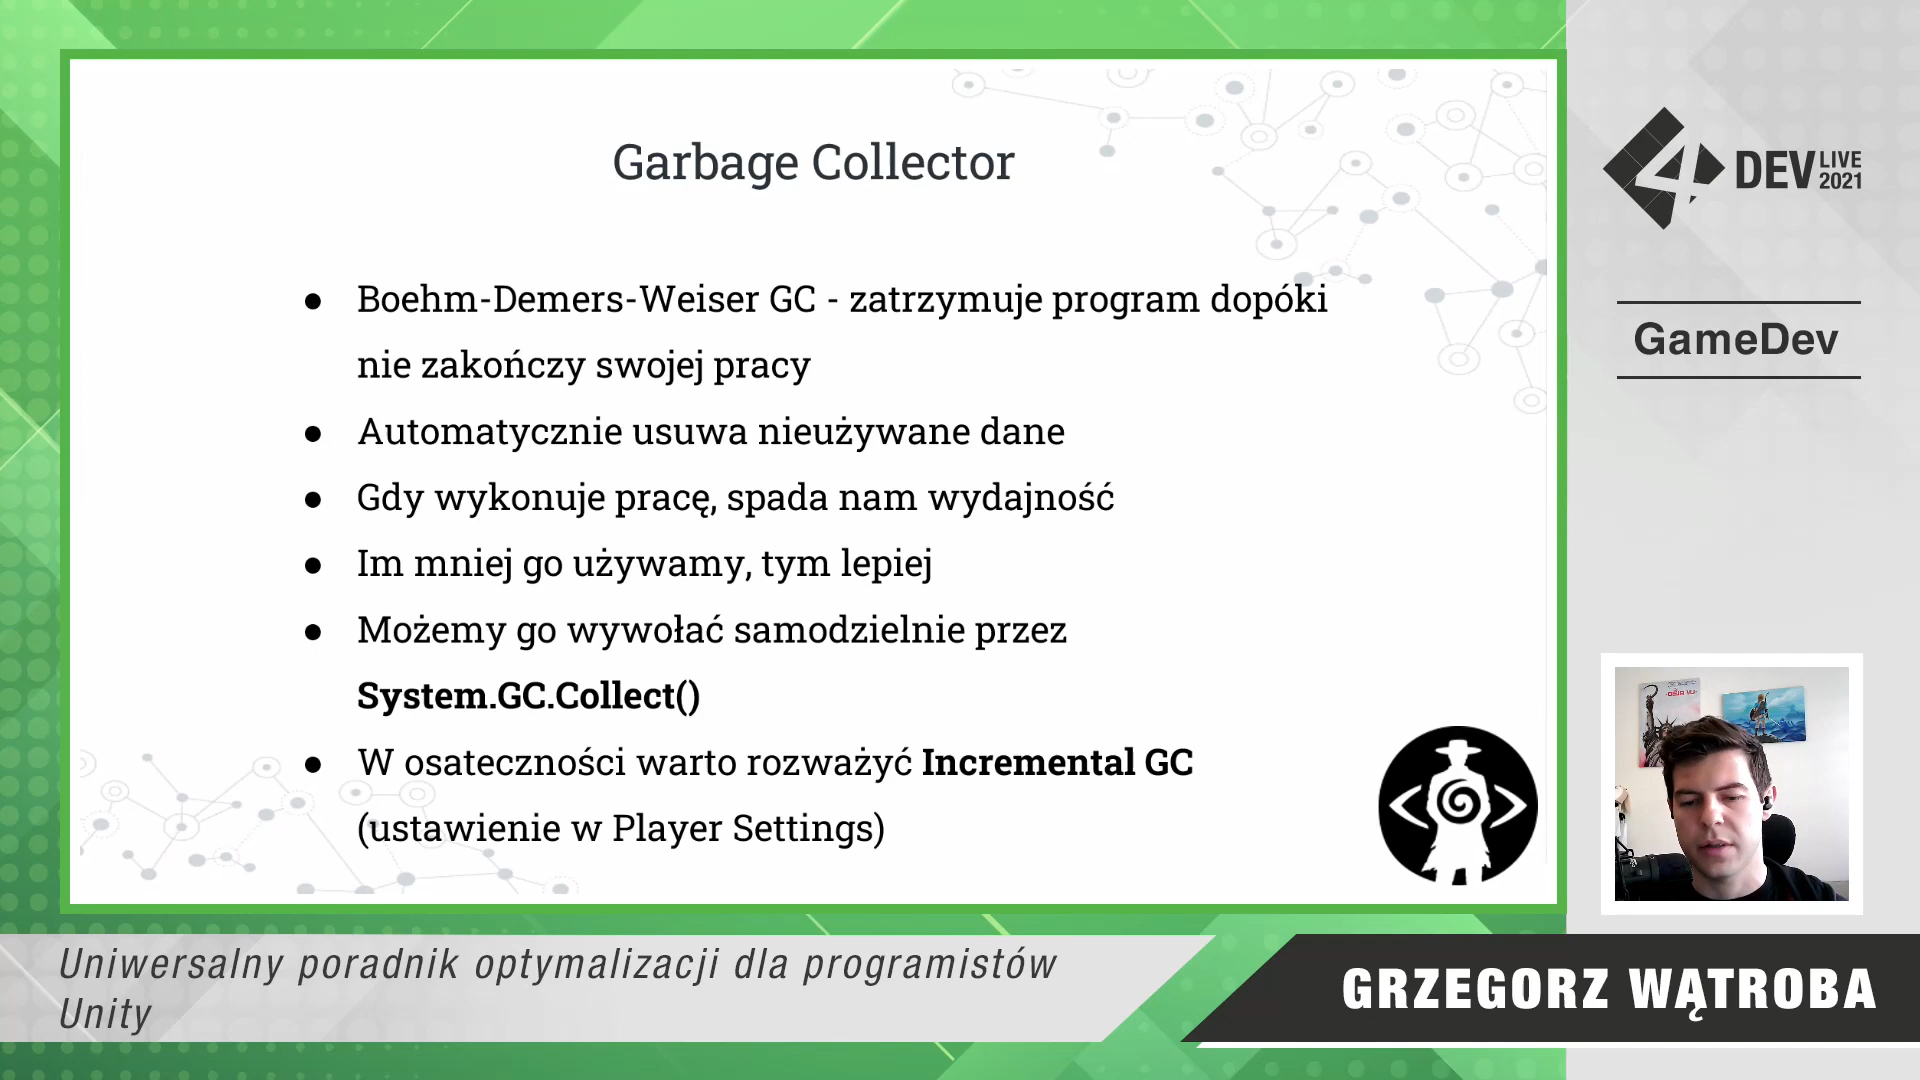 Garbage Collector
● Boehm-Demers-Weiser GC - zatrzymuje program dopóki
nie zakończy swojej pracy
● Automatycznie usuwa nieużywane dane
● Gdy wykonuje pracę, spada nam wydajność
● Im mniej go używamy, tym lepiej
● Możemy go wywołać samodzielnie przez
System.GC.Collect()
● W osateczności warto rozważyć Incremental GC
(ustawienie w Player Settings)
4 DEV LIVE 2021
GameDev
Uniwersalny poradnik optymalizacji dla programistów
Unity
GRZEGORZ WĄTROBA